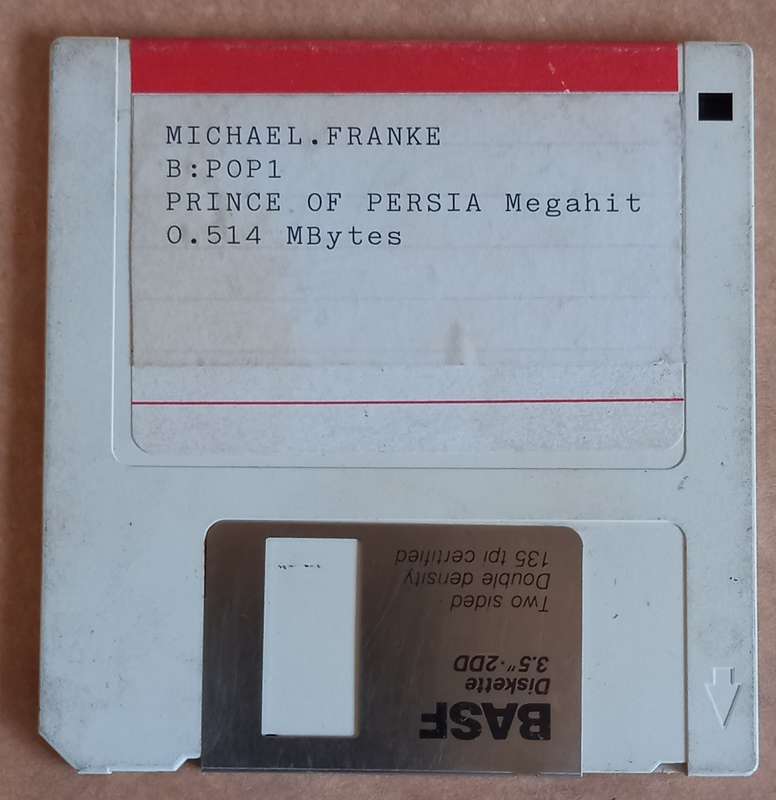 MICHAEL.FRANKE
B:POP1
PRINCE OF PERSIA Megahit
0.514 MBytes
BASF
Diskette
3.5"·2DD
Two sided
Double density
135 tpi certified